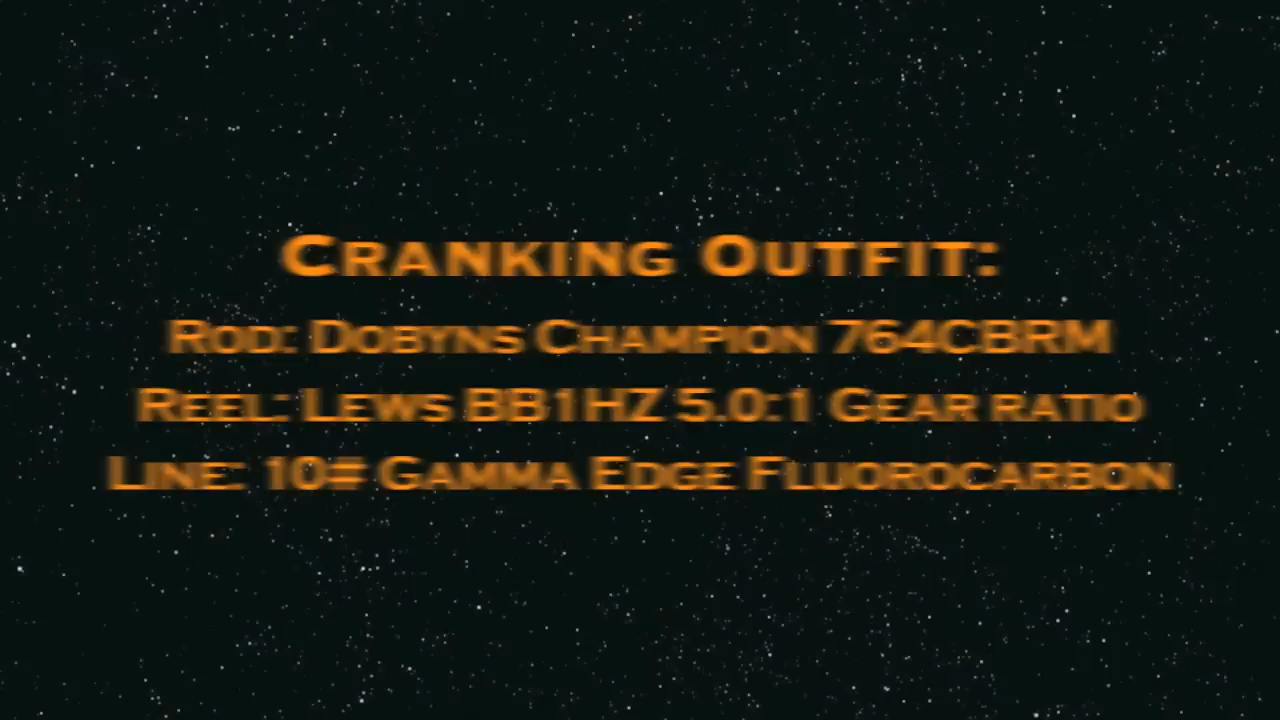 Cranking Outfit:
Rod: Dobyns Champion 764CBRM
Reel: Lews BB1HZ 5.0:1 Gear ratio
Line: 10# Gamma Edge Fluorocarbon